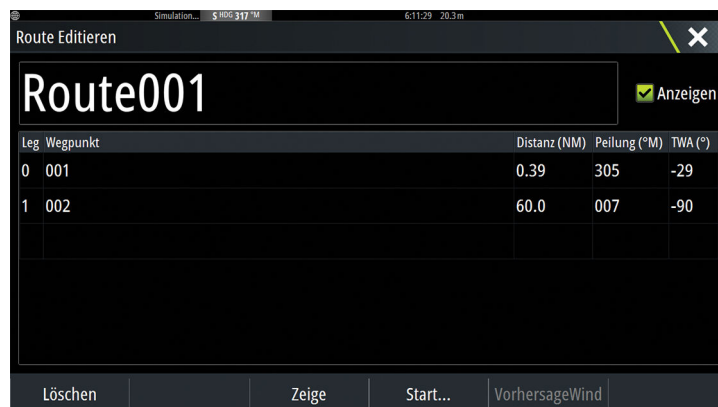 Simulation... S HDG 317 °M 6:11:29 20.3 m
Route Editieren
Route001 Anzeigen
Leg Wegpunkt Distanz (NM) Peilung (°M) TWA (°)
0 001 0.39 305 -29
1 002 60.0 007 -90
Löschen Zeige Start... VorhersageWind